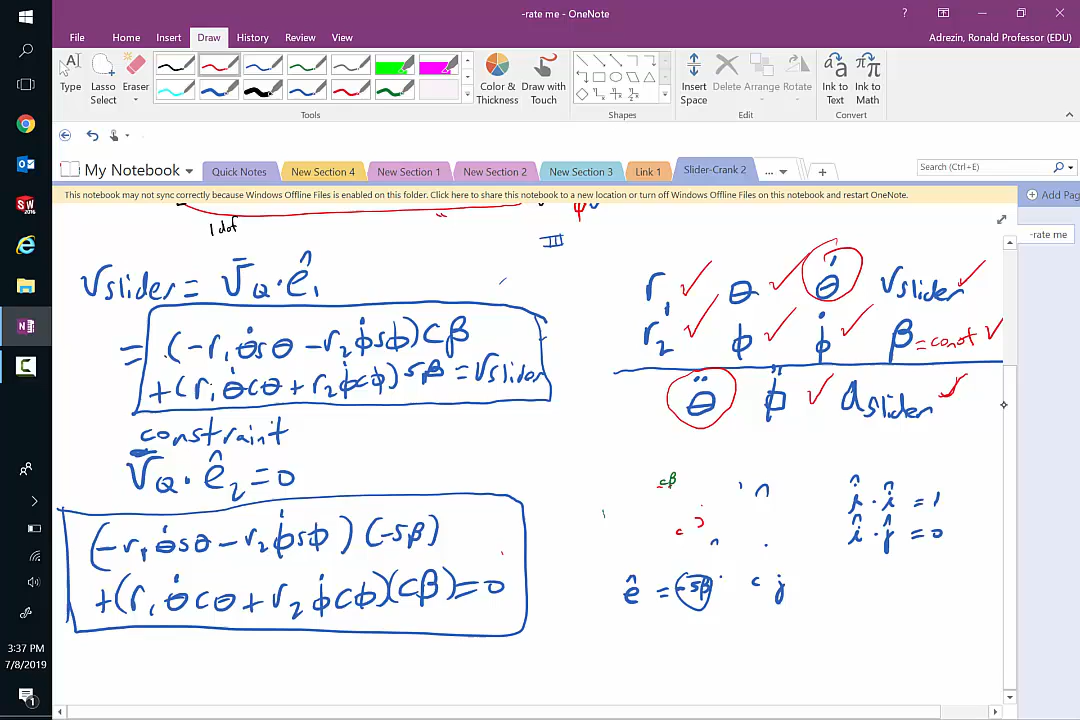 -rate me - OneNote
Adrezin, Ronald Professor (EDU)
File Home Insert Draw History Review View
Type
Lasso Select
Eraser
Color & Thickness
Draw with Touch
Insert Space
Delete
Arrange
Rotate
Ink to Text
Ink to Math
Tools
Shapes
Edit
Convert
My Notebook
Quick Notes
New Section 4
New Section 1
New Section 2
New Section 3
Link 1
Slider-Crank 2
...
Search (Ctrl+E)
This notebook may not sync correctly because Windows Offline Files is enabled on this folder. Click here to share this notebook to a new location or turn off Windows Offline Files on this notebook and restart OneNote.
Add Pag
-rate me
1 dof
III
Vslider = V̄Q · ê1
= (-r1θ̇sθ - r2φ̇sφ)cβ
+(r1θ̇cθ + r2φ̇cφ)sβ = Vslider
constraint
V̄Q · ê2 = 0
(-r1θ̇sθ - r2φ̇sφ)(-sβ)
+(r1θ̇cθ + r2φ̇cφ)(cβ) = 0
r1 ✓ θ ✓ θ̇ Vslider ✓
r2 ✓ φ ✓ φ̇ ✓ β = const ✓
θ̈ φ̈ ✓ aslider ✓
cβ
î · î = 1
î · ĵ = 0
ê = -sβ c j
3:37 PM
7/8/2019